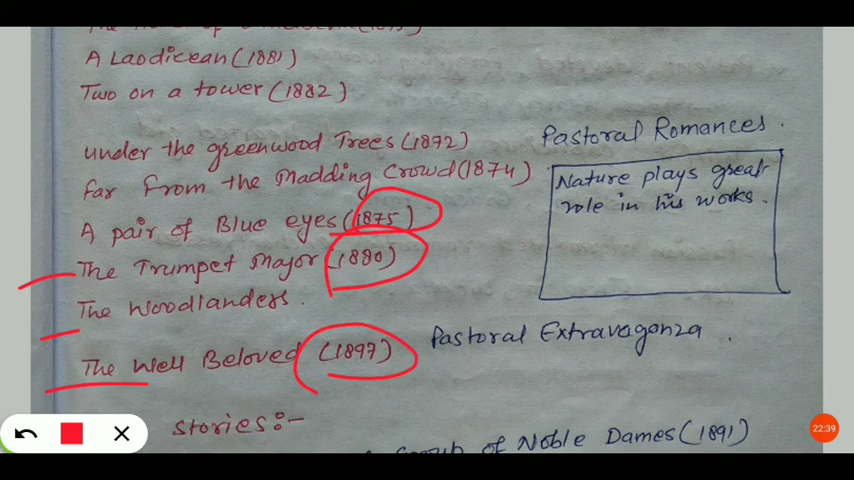 A Laodicean (1881)
Two on a tower (1882)
under the greenwood Trees (1872)
Pastoral Romances.
far from the Madding Crowd (1874)
Nature plays great
role in his works.
A pair of Blue eyes (1875)
The Trumpet Major (1880)
The Woodlanders.
Pastoral Extravaganza.
The Well Beloved (1897)
Stories:-
of Noble Dames (1891)
22:39